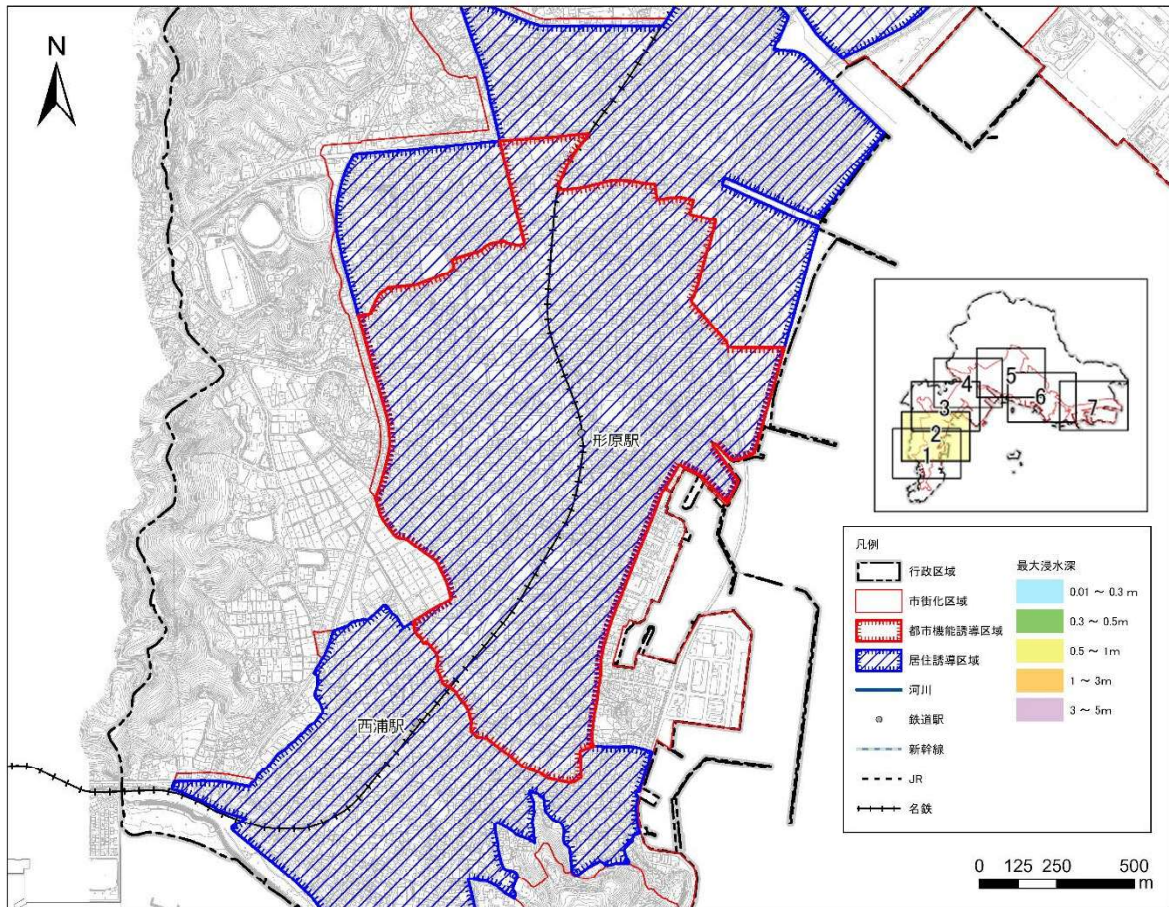 N
形原駅
西浦駅
5
4
6
3
7
2
1
凡例
行政区域
市街化区域
都市機能誘導区域
居住誘導区域
河川
鉄道駅
新幹線
JR
名鉄
最大浸水深
0.01 ～ 0.3 m
0.3 ～ 0.5m
0.5 ～ 1m
1 ～ 3m
3 ～ 5m
0 125 250 500
m